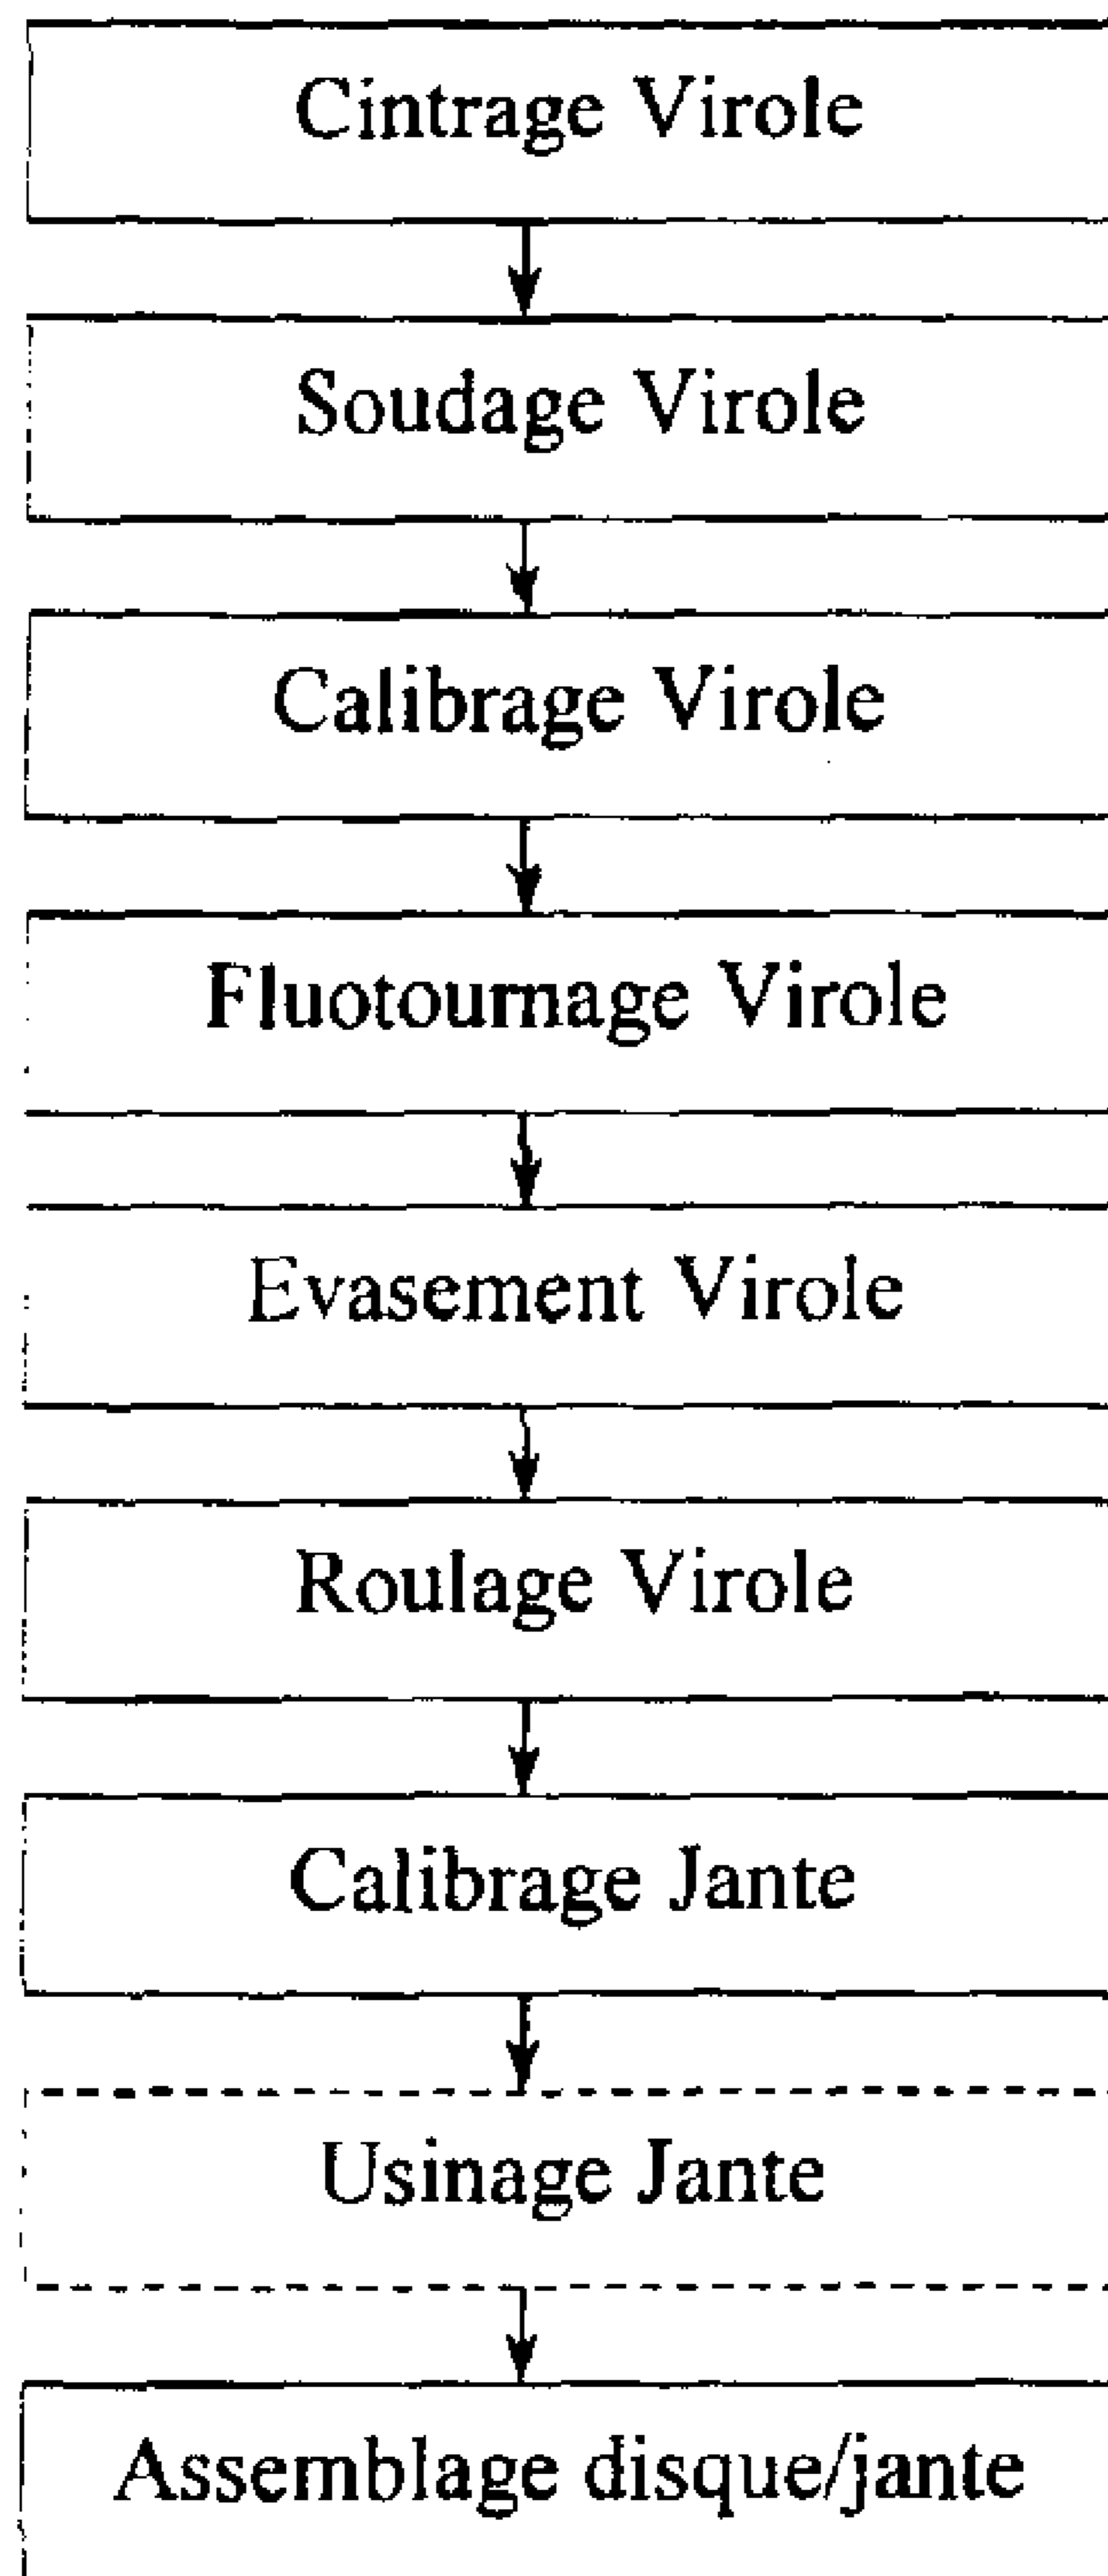 Cintrage Virole
Soudage Virole
Calibrage Virole
Fluotournage Virole
Evasement Virole
Roulage Virole
Calibrage Jante
Usinage Jante
Assemblage disque/jante